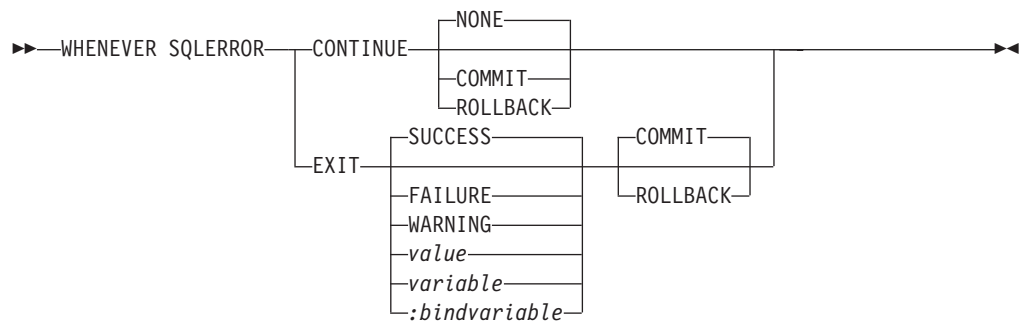 NONE
WHENEVER SQLERROR CONTINUE
COMMIT
ROLLBACK
SUCCESS COMMIT
EXIT
FAILURE ROLLBACK
WARNING
value
variable
:bindvariable